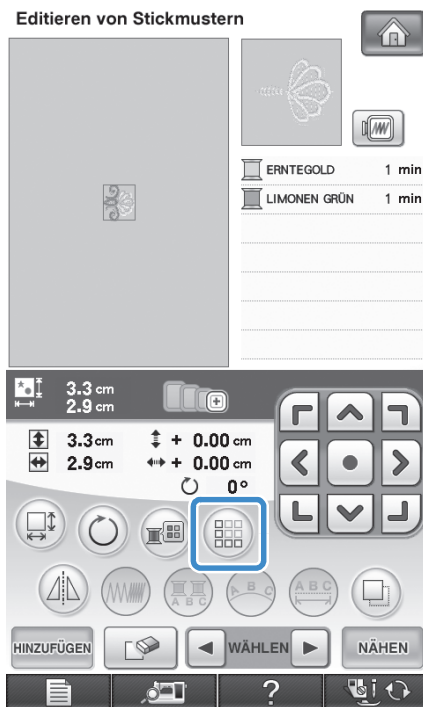 Editieren von Stickmustern
ERNTEGOLD 1 min
LIMONEN GRÜN 1 min
3.3 cm
2.9 cm
3.3 cm + 0.00 cm
2.9 cm + 0.00 cm
0°
A B C
A B C
A B C
HINZUFÜGEN
WÄHLEN
NÄHEN
?